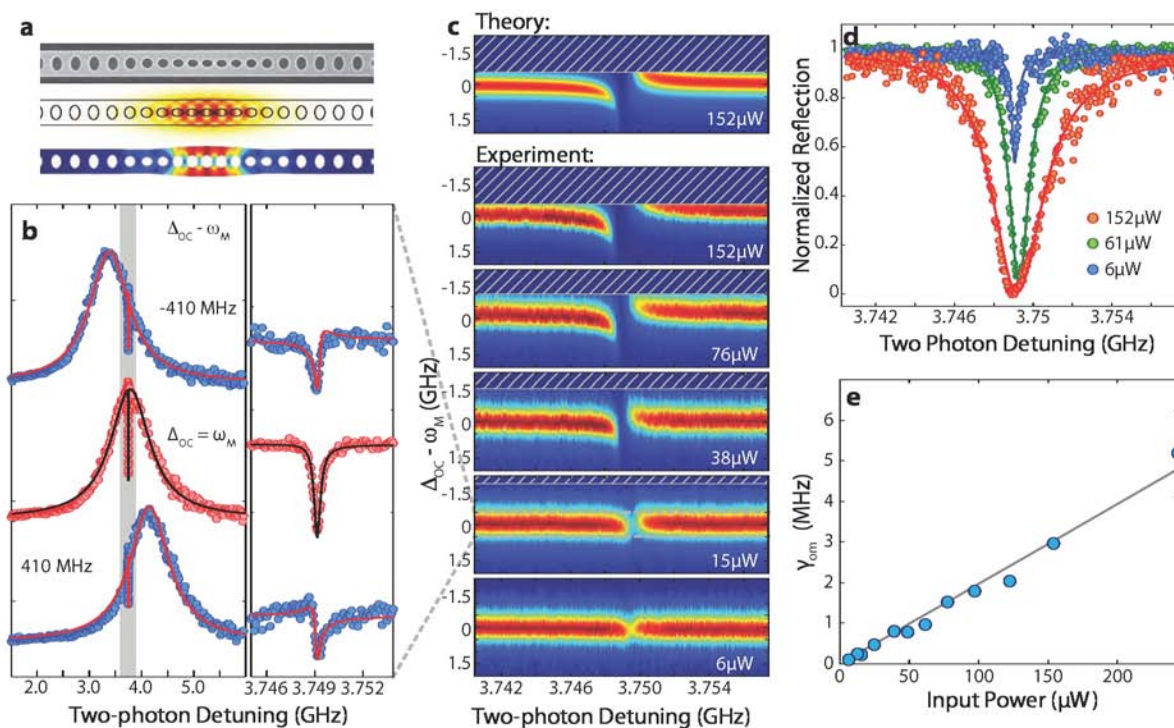 a
b
Δ_OC - ω_M
-410 MHz
Δ_OC = ω_M
410 MHz
2.0 3.0 4.0 5.0
3.746 3.749 3.752
Two-photon Detuning (GHz)
c
Theory:
-1.5
0
1.5
152μW
Experiment:
-1.5
0
1.5
152μW
-1.5
0
1.5
76μW
-1.5
0
1.5
38μW
-1.5
0
1.5
15μW
-1.5
0
1.5
6μW
Δ_OC - ω_M (GHz)
3.742 3.746 3.750 3.754
Two-photon Detuning (GHz)
d
Normalized Reflection
1
0.8
0.6
0.4
0.2
0
152μW
61μW
6μW
3.742 3.746 3.75 3.754
Two Photon Detuning (GHz)
e
γ_om (MHz)
6
5
4
3
2
1
0
0 50 100 150 200
Input Power (μW)